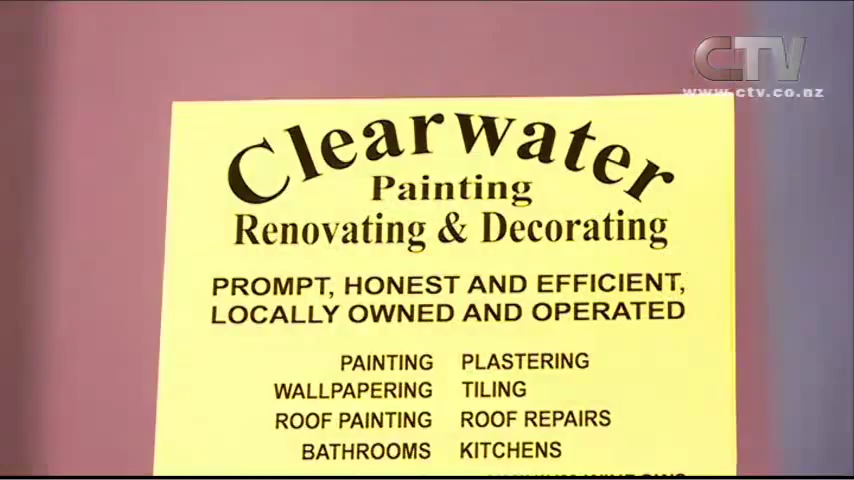 CTV
www.ctv.co.nz
Clearwater
Painting
Renovating & Decorating
PROMPT, HONEST AND EFFICIENT,
LOCALLY OWNED AND OPERATED
PAINTING PLASTERING
WALLPAPERING TILING
ROOF PAINTING ROOF REPAIRS
BATHROOMS KITCHENS